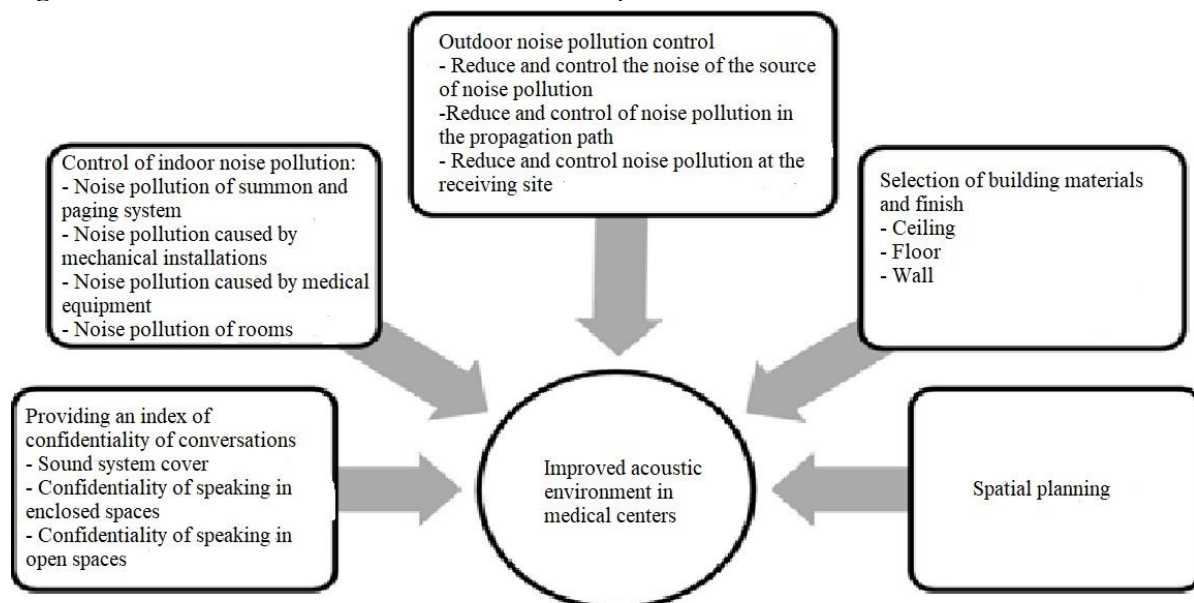 Outdoor noise pollution control
- Reduce and control the noise of the source
of noise pollution
-Reduce and control of noise pollution in
the propagation path
- Reduce and control noise pollution at the
receiving site
Control of indoor noise pollution:
- Noise pollution of summon and
paging system
- Noise pollution caused by
mechanical installations
- Noise pollution caused by medical
equipment
- Noise pollution of rooms
Selection of building materials
and finish
- Ceiling
- Floor
- Wall
Providing an index of
confidentiality of conversations
- Sound system cover
- Confidentiality of speaking in
enclosed spaces
- Confidentiality of speaking in
open spaces
Improved acoustic
environment in
medical centers
Spatial planning